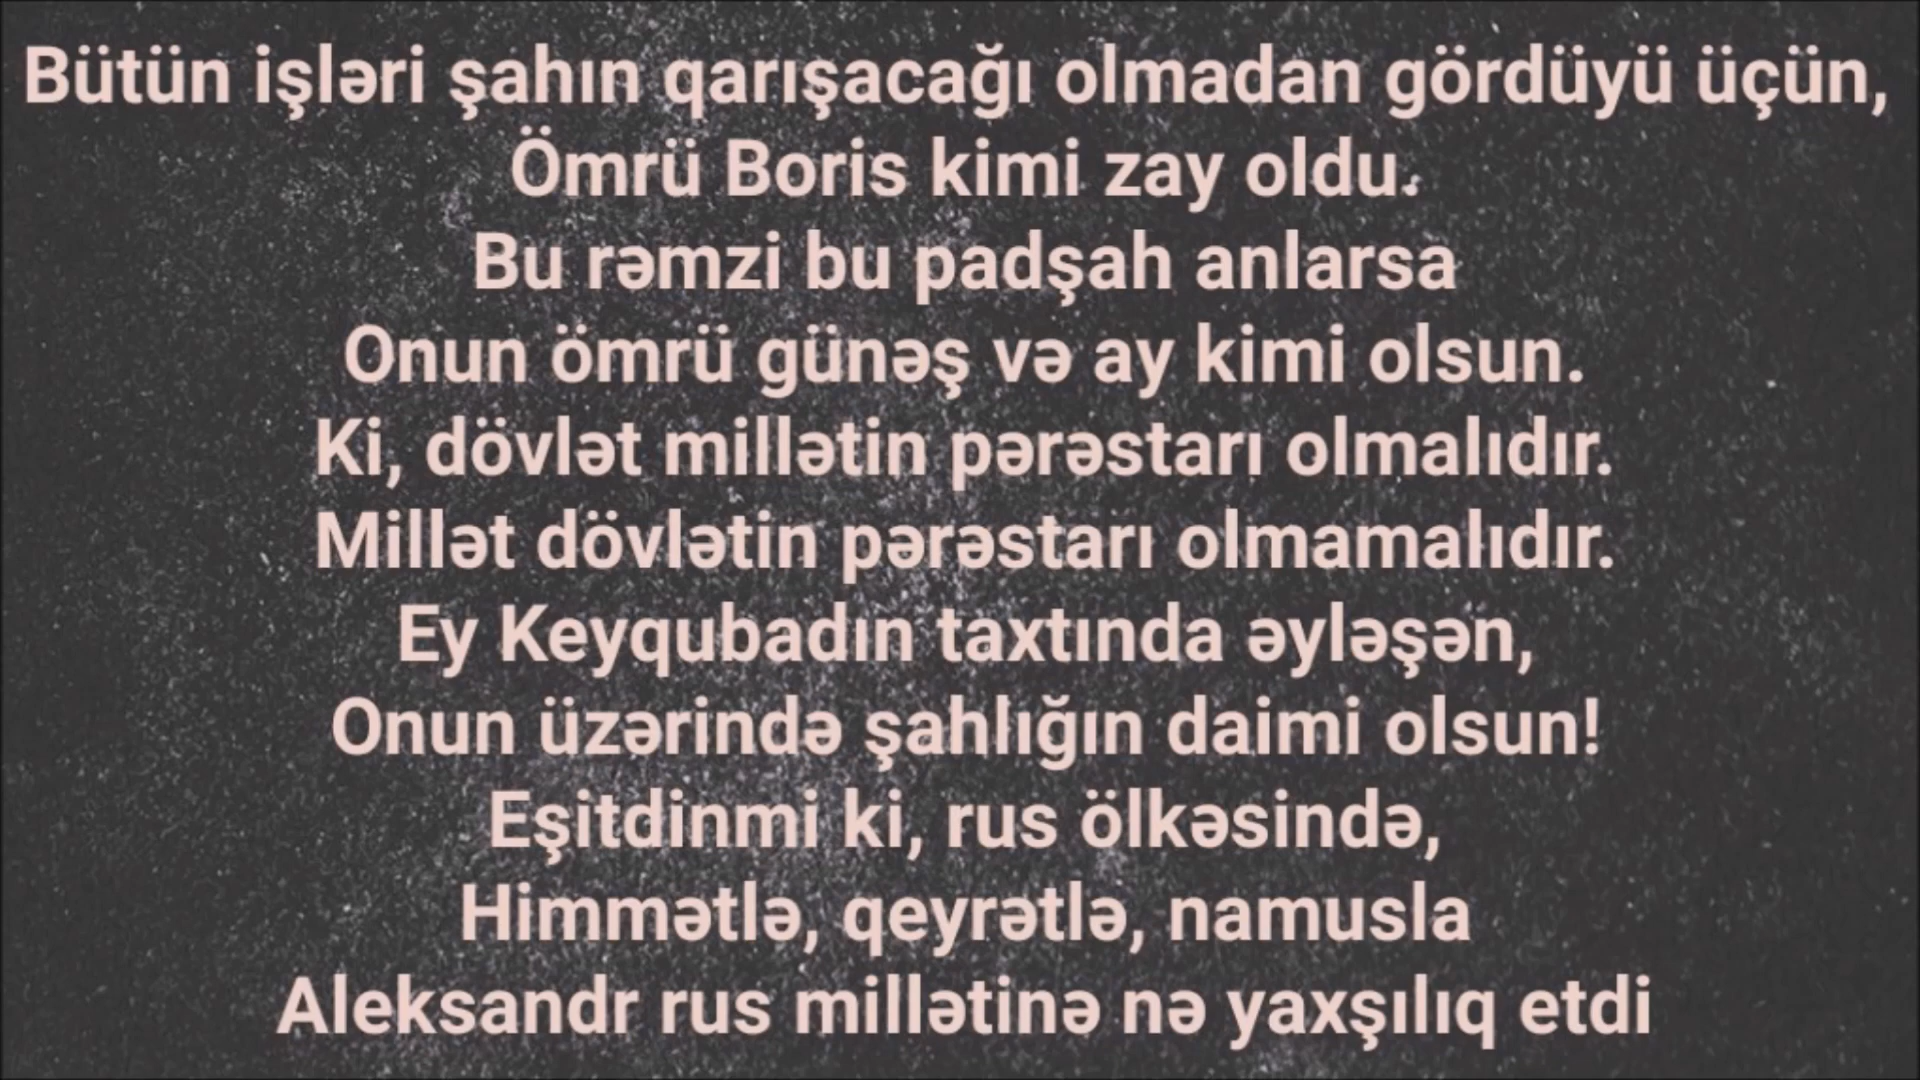 Bütün işləri şahın qarışacağı olmadan gördüyü üçün,
Ömrü Boris kimi zay oldu.
Bu rəmzi bu padşah anlarsa
Onun ömrü günəş və ay kimi olsun.
Ki, dövlət millətin pərəstarı olmalıdır.
Millət dövlətin pərəstarı olmamalıdır.
Ey Keyqubadın taxtında əyləşən,
Onun üzərində şahlığın daimi olsun!
Eşitdinmi ki, rus ölkəsində,
Himmətlə, qeyrətlə, namusla
Aleksandr rus millətinə nə yaxşılıq etdi